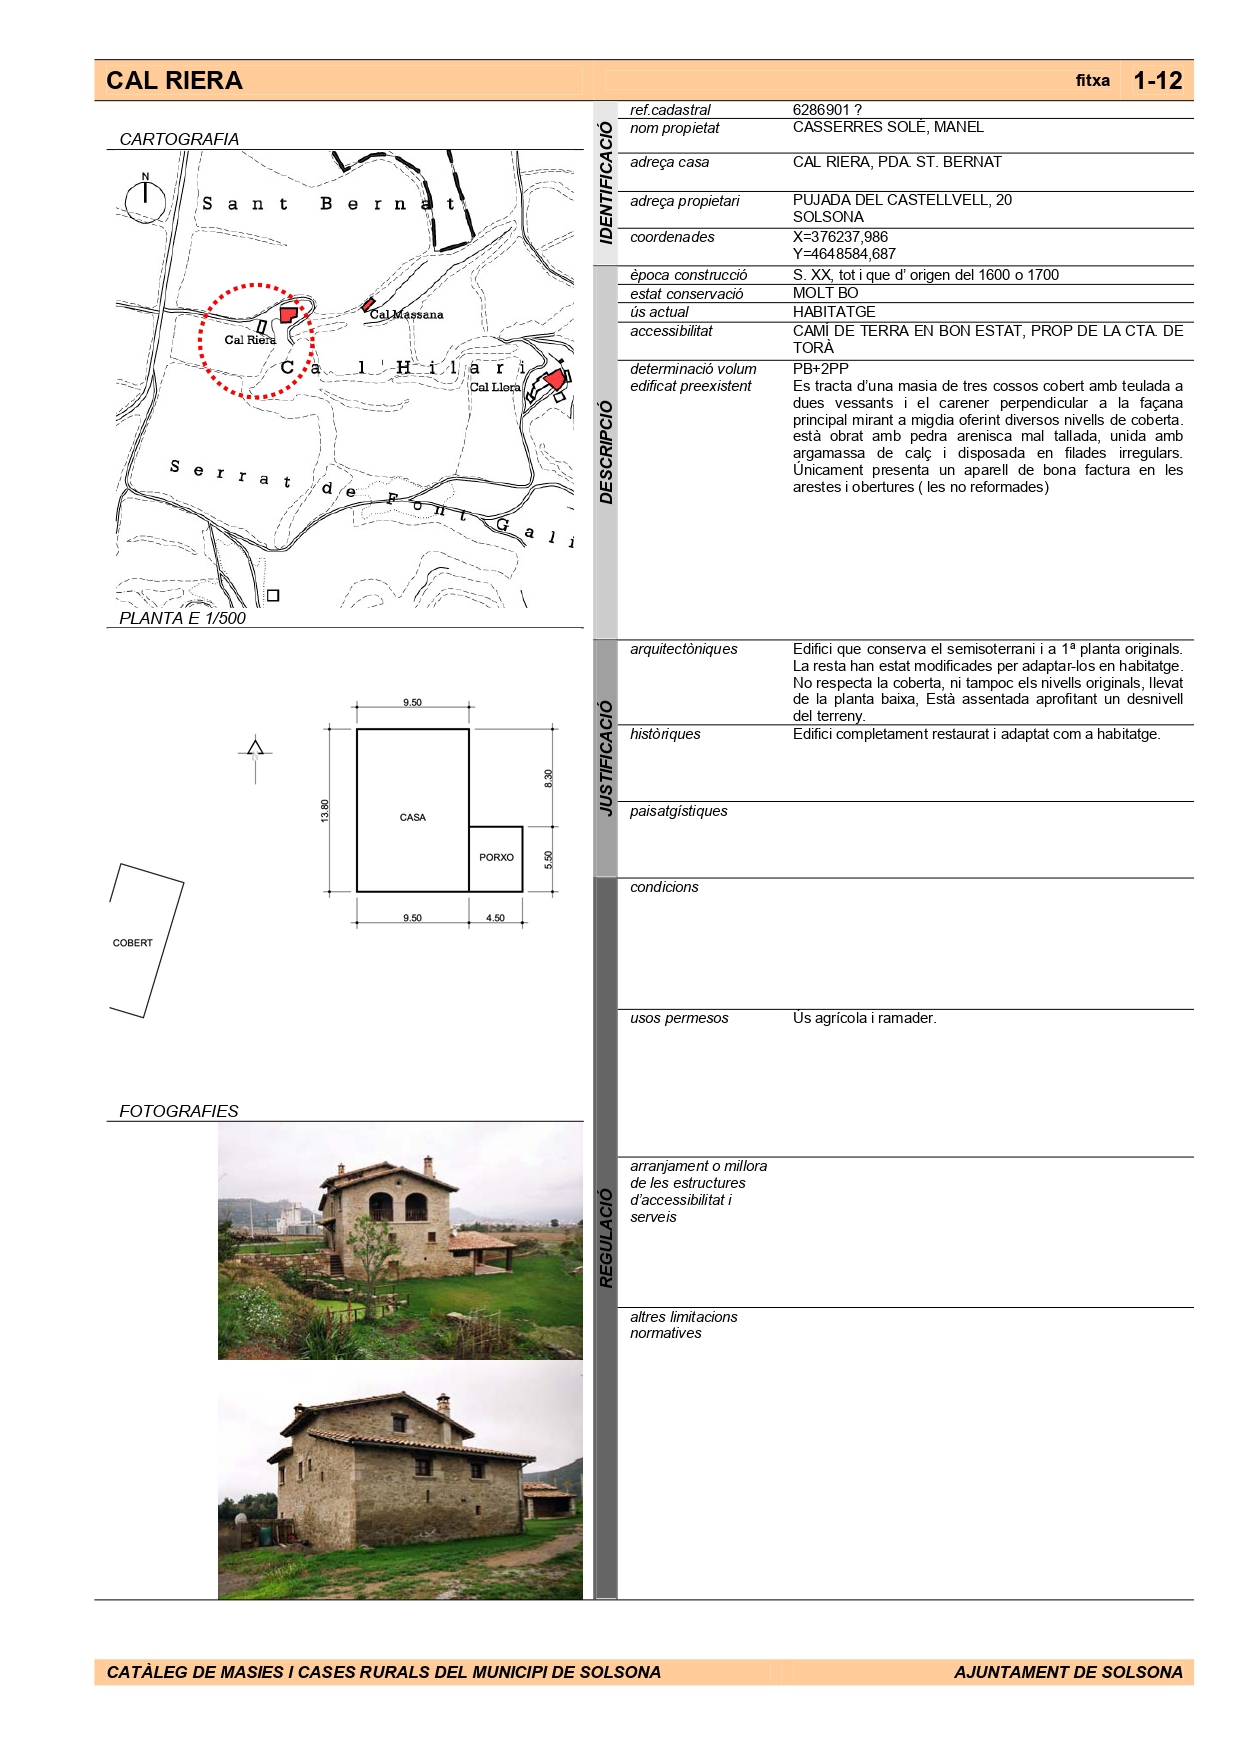 CAL RIERA
fitxa 1-12
CARTOGRAFIA
N
Sant Bernat
Cal Massana
Cal Riera
Cal'Hilari
Cal Llera
Serrat de Font Gali
PLANTA E 1/500
9.50
13.80
8.30
CASA
PORXO
5.50
9.50
4.50
COBERT
FOTOGRAFIES
IDENTIFICACIÓ
ref.cadastral 6286901 ?
nom propietat CASSERRES SOLÉ, MANEL
adreça casa CAL RIERA, PDA. ST. BERNAT
adreça propietari PUJADA DEL CASTELLVELL, 20
SOLSONA
coordenades X=376237,986
Y=4648584,687
DESCRIPCIÓ
època construcció S. XX, tot i que d' origen del 1600 o 1700
estat conservació MOLT BO
ús actual HABITATGE
accessibilitat CAMÍ DE TERRA EN BON ESTAT, PROP DE LA CTA. DE
TORÀ
determinació volum PB+2PP
edificat preexistent Es tracta d'una masia de tres cossos cobert amb teulada a
dues vessants i el carener perpendicular a la façana
principal mirant a migdia oferint diversos nivells de coberta.
està obrat amb pedra arenisca mal tallada, unida amb
argamassa de calç i disposada en filades irregulars.
Únicament presenta un aparell de bona factura en les
arestes i obertures ( les no reformades)
JUSTIFICACIÓ
arquitectòniques Edifici que conserva el semisoterrani i a 1ª planta originals.
La resta han estat modificades per adaptar-los en habitatge.
No respecta la coberta, ni tampoc els nivells originals, llevat
de la planta baixa, Està assentada aprofitant un desnivell
del terreny.
històriques Edifici completament restaurat i adaptat com a habitatge.
paisatgístiques
REGULACIÓ
condicions
usos permesos Ús agrícola i ramader.
arranjament o millora
de les estructures
d'accessibilitat i
serveis
altres limitacions
normatives
CATÀLEG DE MASIES I CASES RURALS DEL MUNICIPI DE SOLSONA
AJUNTAMENT DE SOLSONA